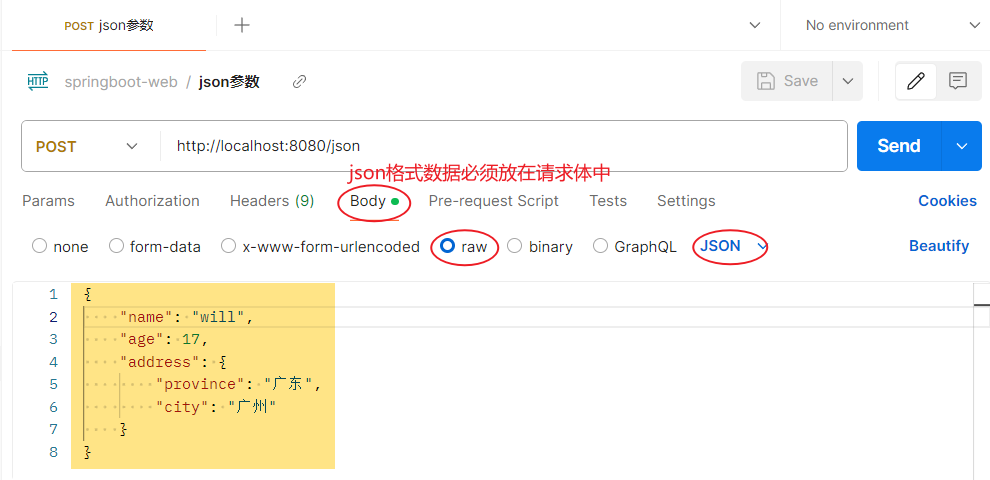 POST json参数
No environment
HTTP springboot-web / json参数 Save
POST http://localhost:8080/json Send
json格式数据必须放在请求体中
Params Authorization Headers (9) Body Pre-request Script Tests Settings Cookies
none form-data x-www-form-urlencoded raw binary GraphQL JSON Beautify
1 {
2 "name": "will",
3 "age": 17,
4 "address": {
5 "province": "广东",
6 "city": "广州"
7 }
8 }